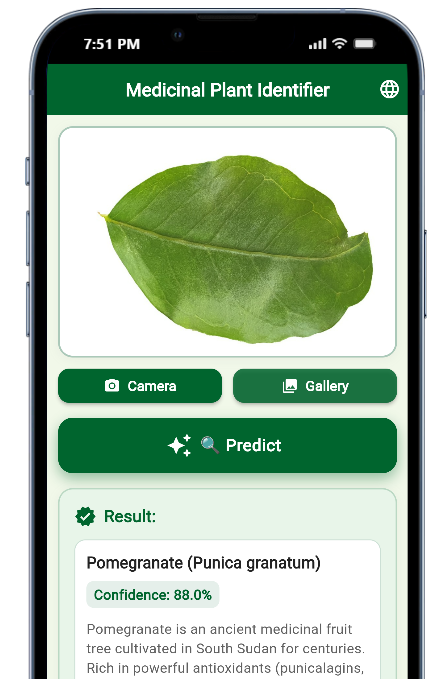 7:51 PM
Medicinal Plant Identifier
Camera
Gallery
🔍 Predict
Result:
Pomegranate (Punica granatum)
Confidence: 88.0%
Pomegranate is an ancient medicinal fruit
tree cultivated in South Sudan for centuries.
Rich in powerful antioxidants (punicalagins,